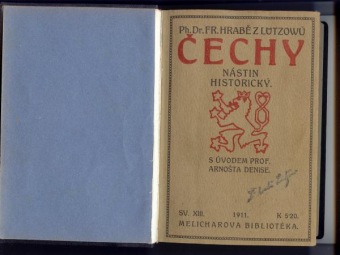 Ph. Dr. FR. HRABĚ Z LÜTZOWŮ
ČECHY
NÁSTIN
HISTORICKÝ.
S ÚVODEM PROF.
ARNOŠTA DENISE.
SV. XIII. 1911. K 5·20.
MELICHAROVA BIBLIOTÉKA.